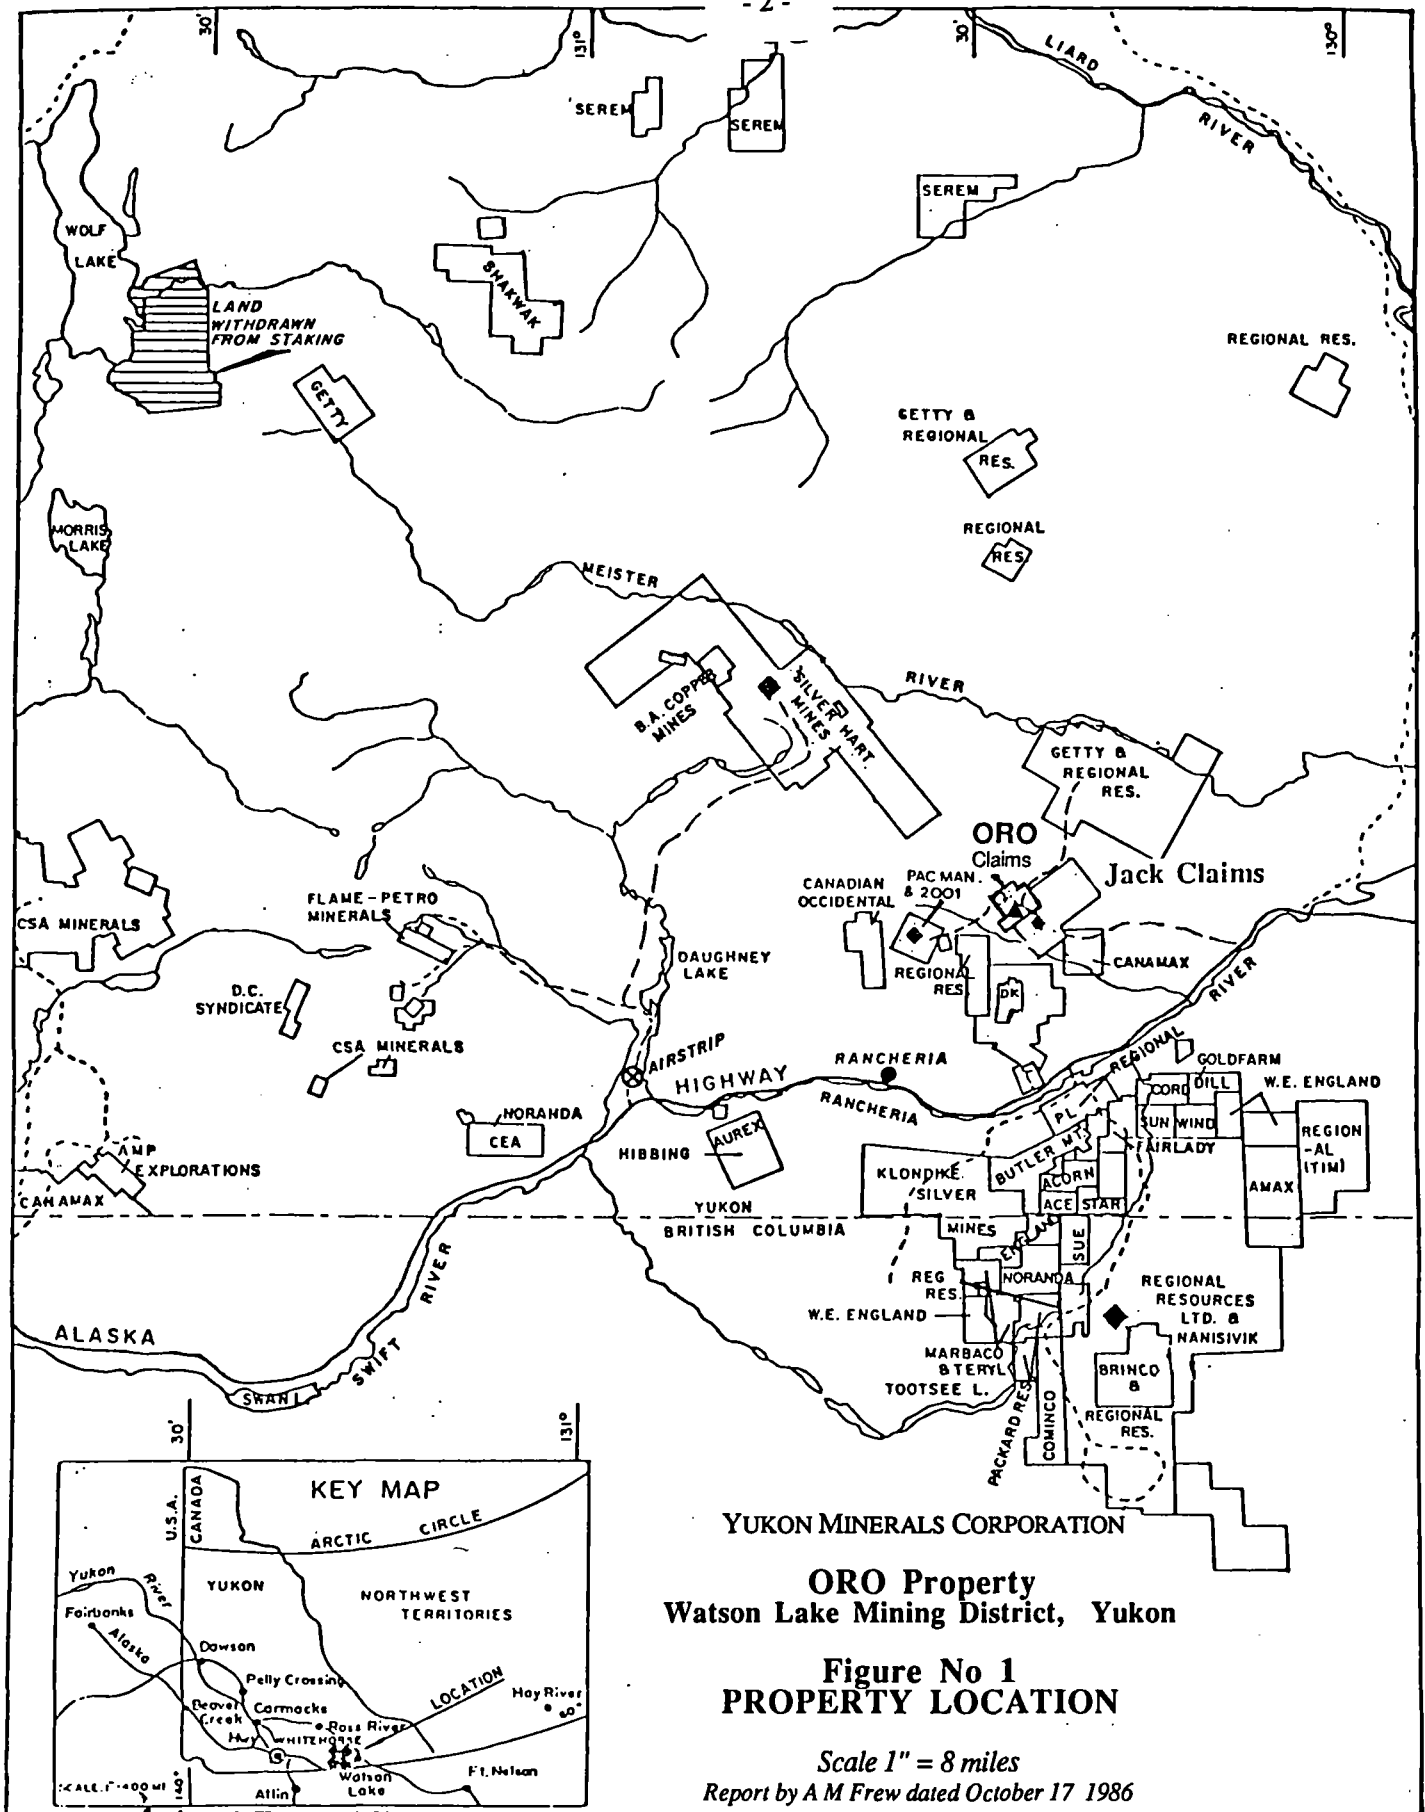 - 2 -
30'
131°
30'
130°
LIARD
RIVER
SEREM
SEREM
SEREM
WOLF
LAKE
SHAKWAK
LAND
WITHDRAWN
FROM STAKING
GETTY
REGIONAL RES.
GETTY &
REGIONAL
RES.
REGIONAL
RES.
MORRIS
LAKE
MEISTER
RIVER
B.A. COPPER
MINES
SILVER HART
MINES
GETTY &
REGIONAL
RES.
ORO
Claims
Jack Claims
PAC MAN.
& 2001
CANADIAN
OCCIDENTAL
FLAME-PETRO
MINERALS
CSA MINERALS
DAUGHNEY
LAKE
REGIONAL
RES.
CANAMAX
DK
RIVER
D.C.
SYNDICATE
CSA MINERALS
AIRSTRIP
HIGHWAY
RANCHERIA
RANCHERIA
REGIONAL
GOLDFARM
W.E. ENGLAND
CORD
DILL
PL
SUN
WIND
NORANDA
CEA
HIBBING
AUREX
BUTLER MT.
FAIRLADY
REGION
-AL
(TIM)
AMP
EXPLORATIONS
CANAMAX
KLONDIKE
SILVER
ACORN
AMAX
ACE
STAR
YUKON
BRITISH COLUMBIA
MINES
ENGLAND
SUE
REG
RES.
NORANDA
REGIONAL
RESOURCES
LTD. &
NANISIVIK
W.E. ENGLAND
RIVER
ALASKA
SWIFT
MARBACO
& TERYL
BRINCO
&
SWAN L.
TOOTSEE L.
REGIONAL
RES.
PACKARD RES.
COMINCO
30'
131°
KEY MAP
U.S.A.
CANADA
ARCTIC CIRCLE
YUKON
NORTHWEST
TERRITORIES
Yukon
River
Fairbanks
Alaska
Dawson
Pelly Crossing
LOCATION
Hay River
60°
Beaver
Creek
Carmacks
Ross River
Hwy
WHITEHORSE
Watson
Lake
Ft. Nelson
Atlin
140°
SCALE 1"=400 MI
YUKON MINERALS CORPORATION
ORO Property
Watson Lake Mining District, Yukon
Figure No 1
PROPERTY LOCATION
Scale 1" = 8 miles
Report by A M Frew dated October 17 1986